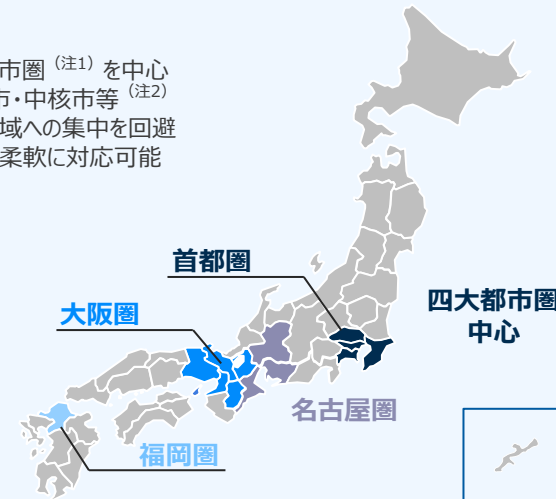 市圏（注1）を中心
市・中核市等（注2）
域への集中を回避
柔軟に対応可能
首都圏
四大都市圏
中心
大阪圏
名古屋圏
福岡圏